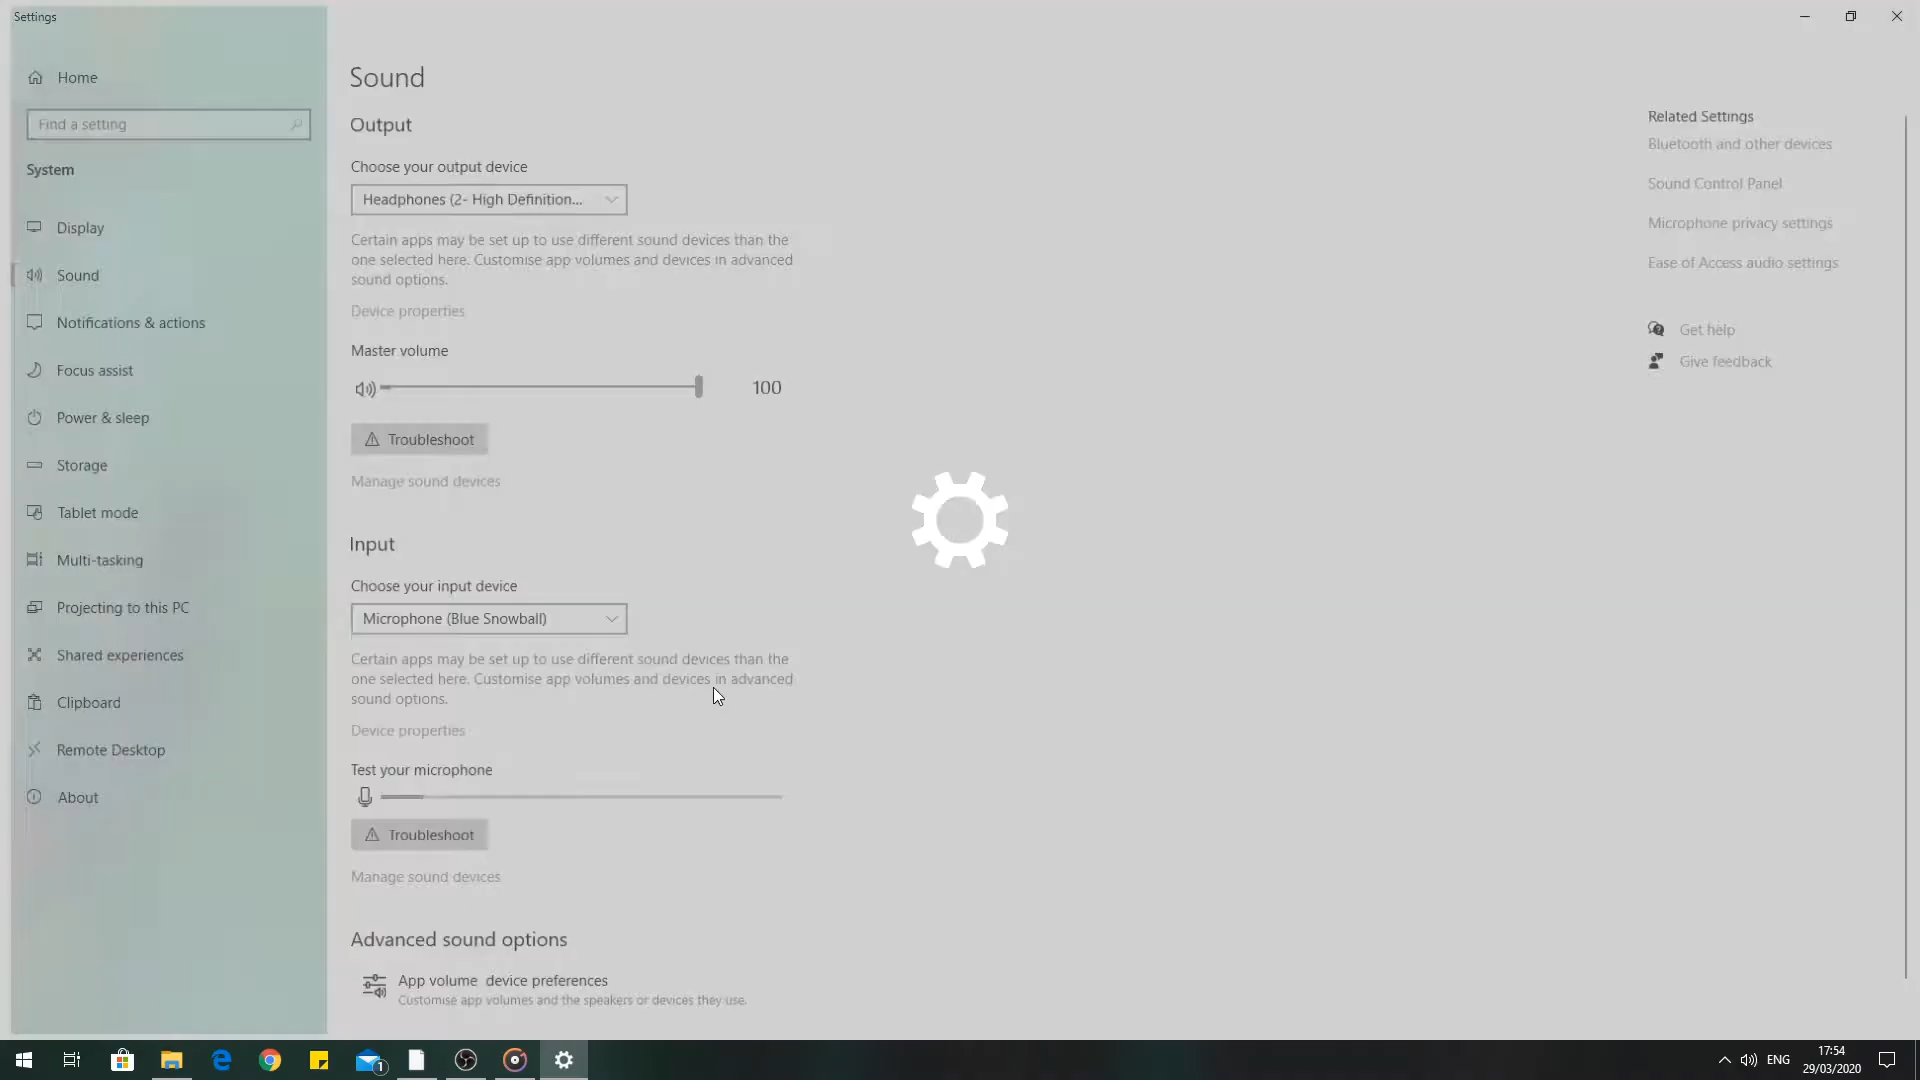 Settings
Home
Find a setting
System
Display
Sound
Notifications & actions
Focus assist
Power & sleep
Storage
Tablet mode
Multi-tasking
Projecting to this PC
Shared experiences
Clipboard
Remote Desktop
About
Sound
Output
Choose your output device
Headphones (2- High Definition...
Certain apps may be set up to use different sound devices than the
one selected here. Customise app volumes and devices in advanced
sound options.
Device properties
Master volume
100
Troubleshoot
Manage sound devices
Input
Choose your input device
Microphone (Blue Snowball)
Certain apps may be set up to use different sound devices than the
one selected here. Customise app volumes and devices in advanced
sound options.
Device properties
Test your microphone
Troubleshoot
Manage sound devices
Advanced sound options
App volume device preferences
Customise app volumes and the speakers or devices they use.
Related Settings
Bluetooth and other devices
Sound Control Panel
Microphone privacy settings
Ease of Access audio settings
Get help
Give feedback
1
ENG
17:54
29/03/2020